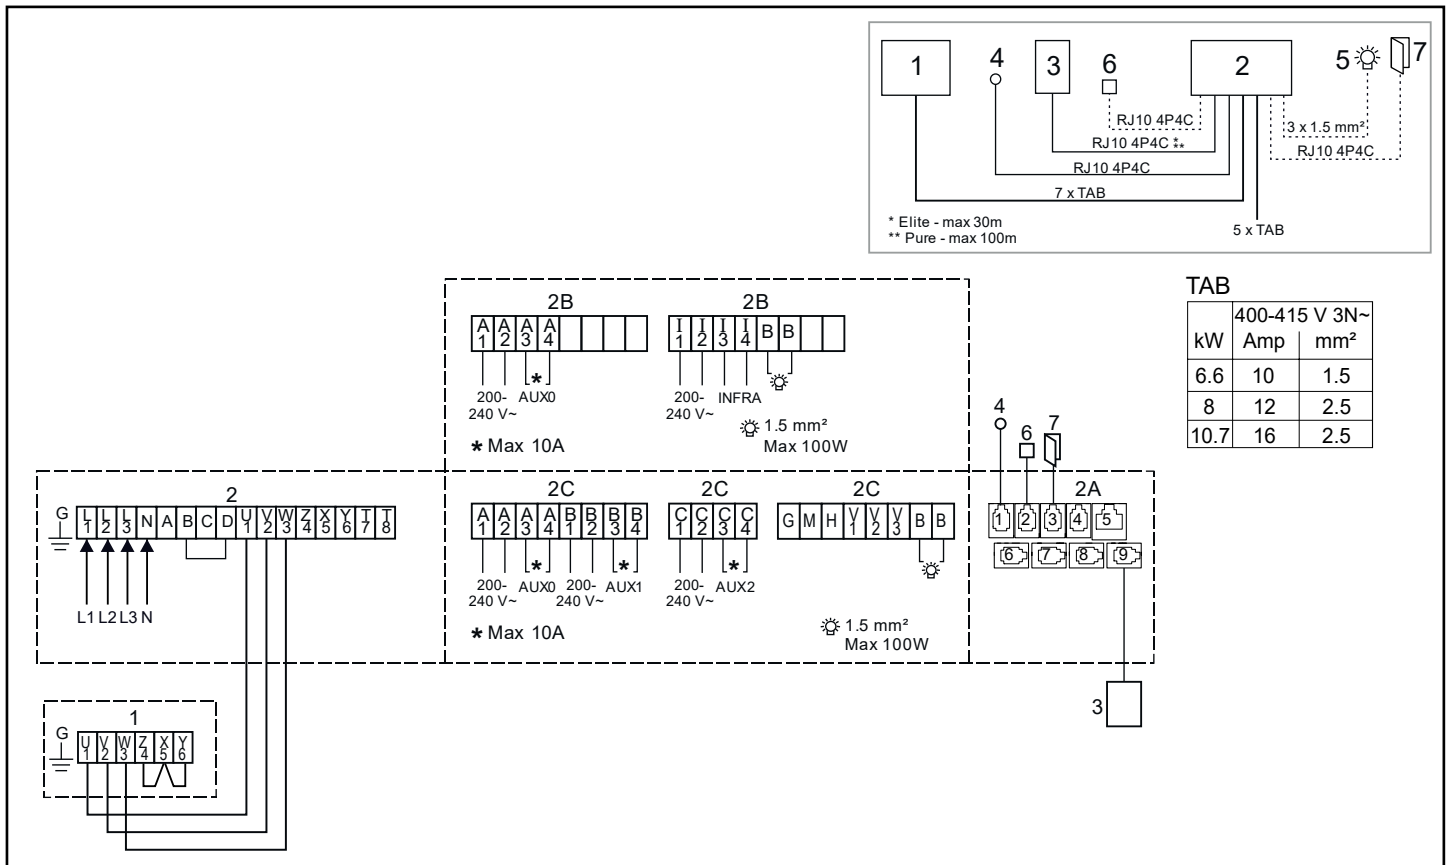 1 4 3 6 2 5 7
RJ10 4P4C
3 x 1.5 mm²
RJ10 4P4C *
**
RJ10 4P4C
RJ10 4P4C
7 x TAB
* Elite - max 30m
** Pure - max 100m
5 x TAB
TAB
400-415 V 3N~
kW Amp mm²
6.6 10 1.5
8 12 2.5
10.7 16 2.5
2B
A1 A2 A3 A4
200-240 V~
* AUX0
* Max 10A
2B
I1 I2 I3 I4 B B
200-240 V~
INFRA
1.5 mm²
Max 100W
2
G L1 L2 L3 N A B C D U1 V2 W3 Z4 X5 Y6 T7 T8
L1 L2 L3 N
2C
A1 A2 A3 A4 B1 B2 B3 B4
200-240 V~
* AUX0
200-240 V~
* AUX1
* Max 10A
2C
C1 C2 C3 C4
200-240 V~
* AUX2
2C
G M H V1 V2 V3 B B
1.5 mm²
Max 100W
4 6 7
2A
1 2 3 4 5
6 7 8 9
3
1
G U1 V2 W3 Z4 X5 Y6